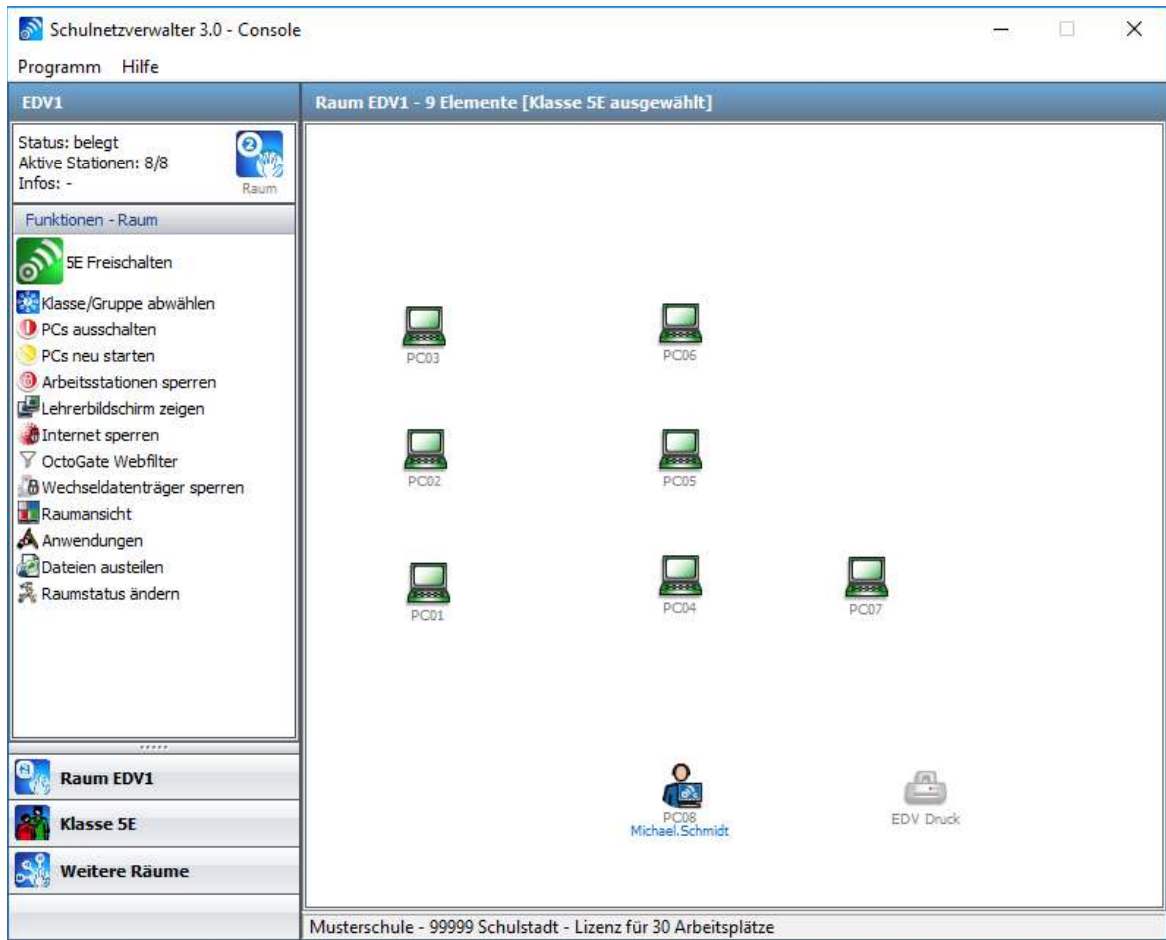 Schulnetzverwalter 3.0 - Console
Programm Hilfe
EDV1
Status: belegt
Aktive Stationen: 8/8
Infos: -
Raum
Funktionen - Raum
5E Freischalten
Klasse/Gruppe abwählen
PCs ausschalten
PCs neu starten
Arbeitsstationen sperren
Lehrerbildschirm zeigen
Internet sperren
OctoGate Webfilter
Wechseldatenträger sperren
Raumansicht
Anwendungen
Dateien austeilen
Raumstatus ändern
Raum EDV1
Klasse 5E
Weitere Räume
Raum EDV1 - 9 Elemente [Klasse 5E ausgewählt]
PC03 PC06
PC02 PC05
PC01 PC04 PC07
PC08 EDV Druck
Michael.Schmidt
Musterschule - 99999 Schulstadt - Lizenz für 30 Arbeitsplätze